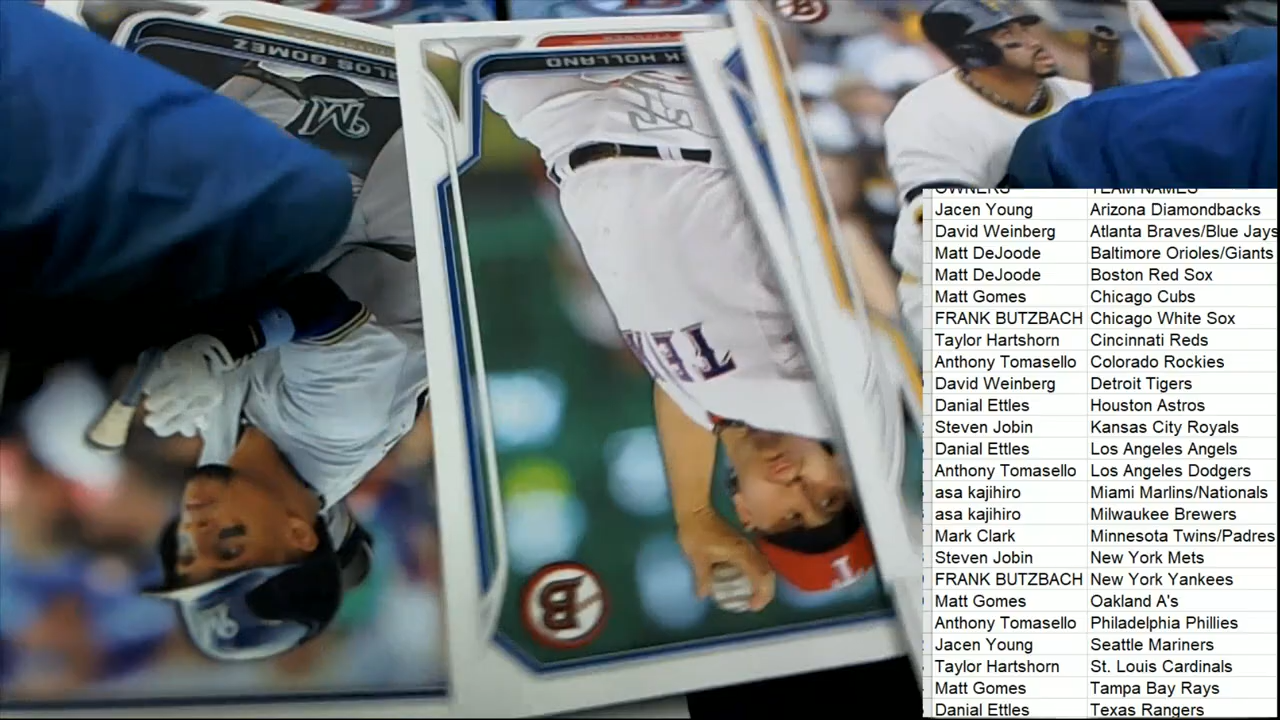 RLOS GOMEZ
M
K HOLLAND
TE
B
T
OWNERS TEAM NAMES
Jacen Young Arizona Diamondbacks
David Weinberg Atlanta Braves/Blue Jays
Matt DeJoode Baltimore Orioles/Giants
Matt DeJoode Boston Red Sox
Matt Gomes Chicago Cubs
FRANK BUTZBACH Chicago White Sox
Taylor Hartshorn Cincinnati Reds
Anthony Tomasello Colorado Rockies
David Weinberg Detroit Tigers
Danial Ettles Houston Astros
Steven Jobin Kansas City Royals
Danial Ettles Los Angeles Angels
Anthony Tomasello Los Angeles Dodgers
asa kajihiro Miami Marlins/Nationals
asa kajihiro Milwaukee Brewers
Mark Clark Minnesota Twins/Padres
Steven Jobin New York Mets
FRANK BUTZBACH New York Yankees
Matt Gomes Oakland A's
Anthony Tomasello Philadelphia Phillies
Jacen Young Seattle Mariners
Taylor Hartshorn St. Louis Cardinals
Matt Gomes Tampa Bay Rays
Danial Ettles Texas Rangers